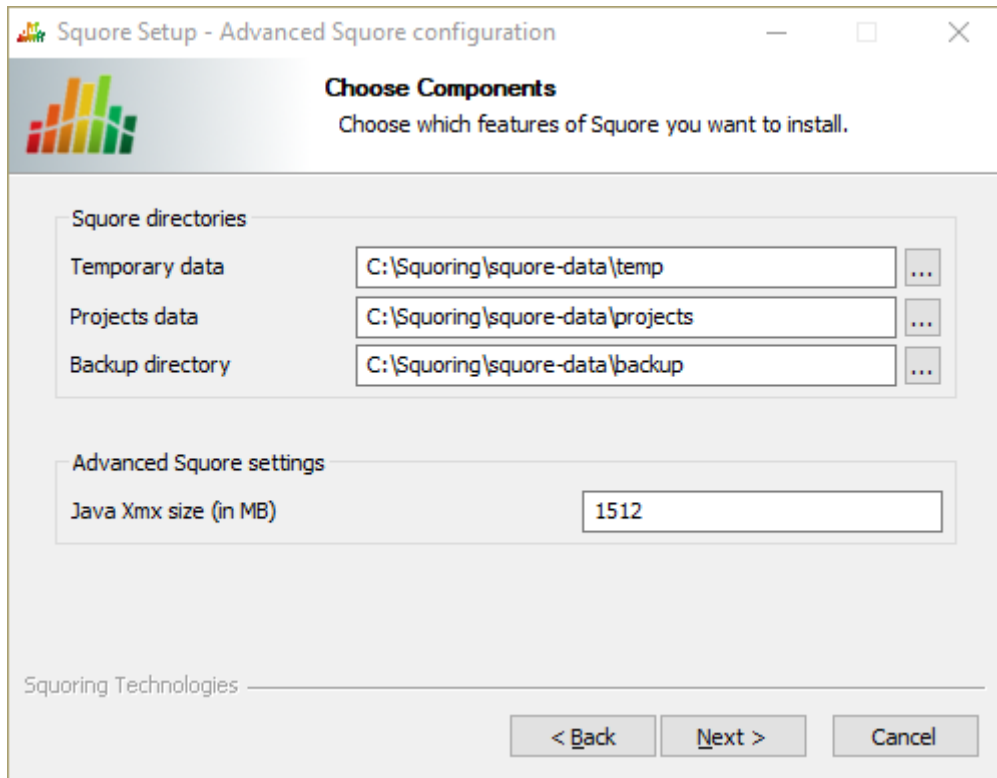 Squore Setup - Advanced Squore configuration
Choose Components
Choose which features of Squore you want to install.
Squore directories
Temporary data C:\Squoring\squore-data\temp ...
Projects data C:\Squoring\squore-data\projects ...
Backup directory C:\Squoring\squore-data\backup ...
Advanced Squore settings
Java Xmx size (in MB) 1512
Squoring Technologies
< Back Next > Cancel